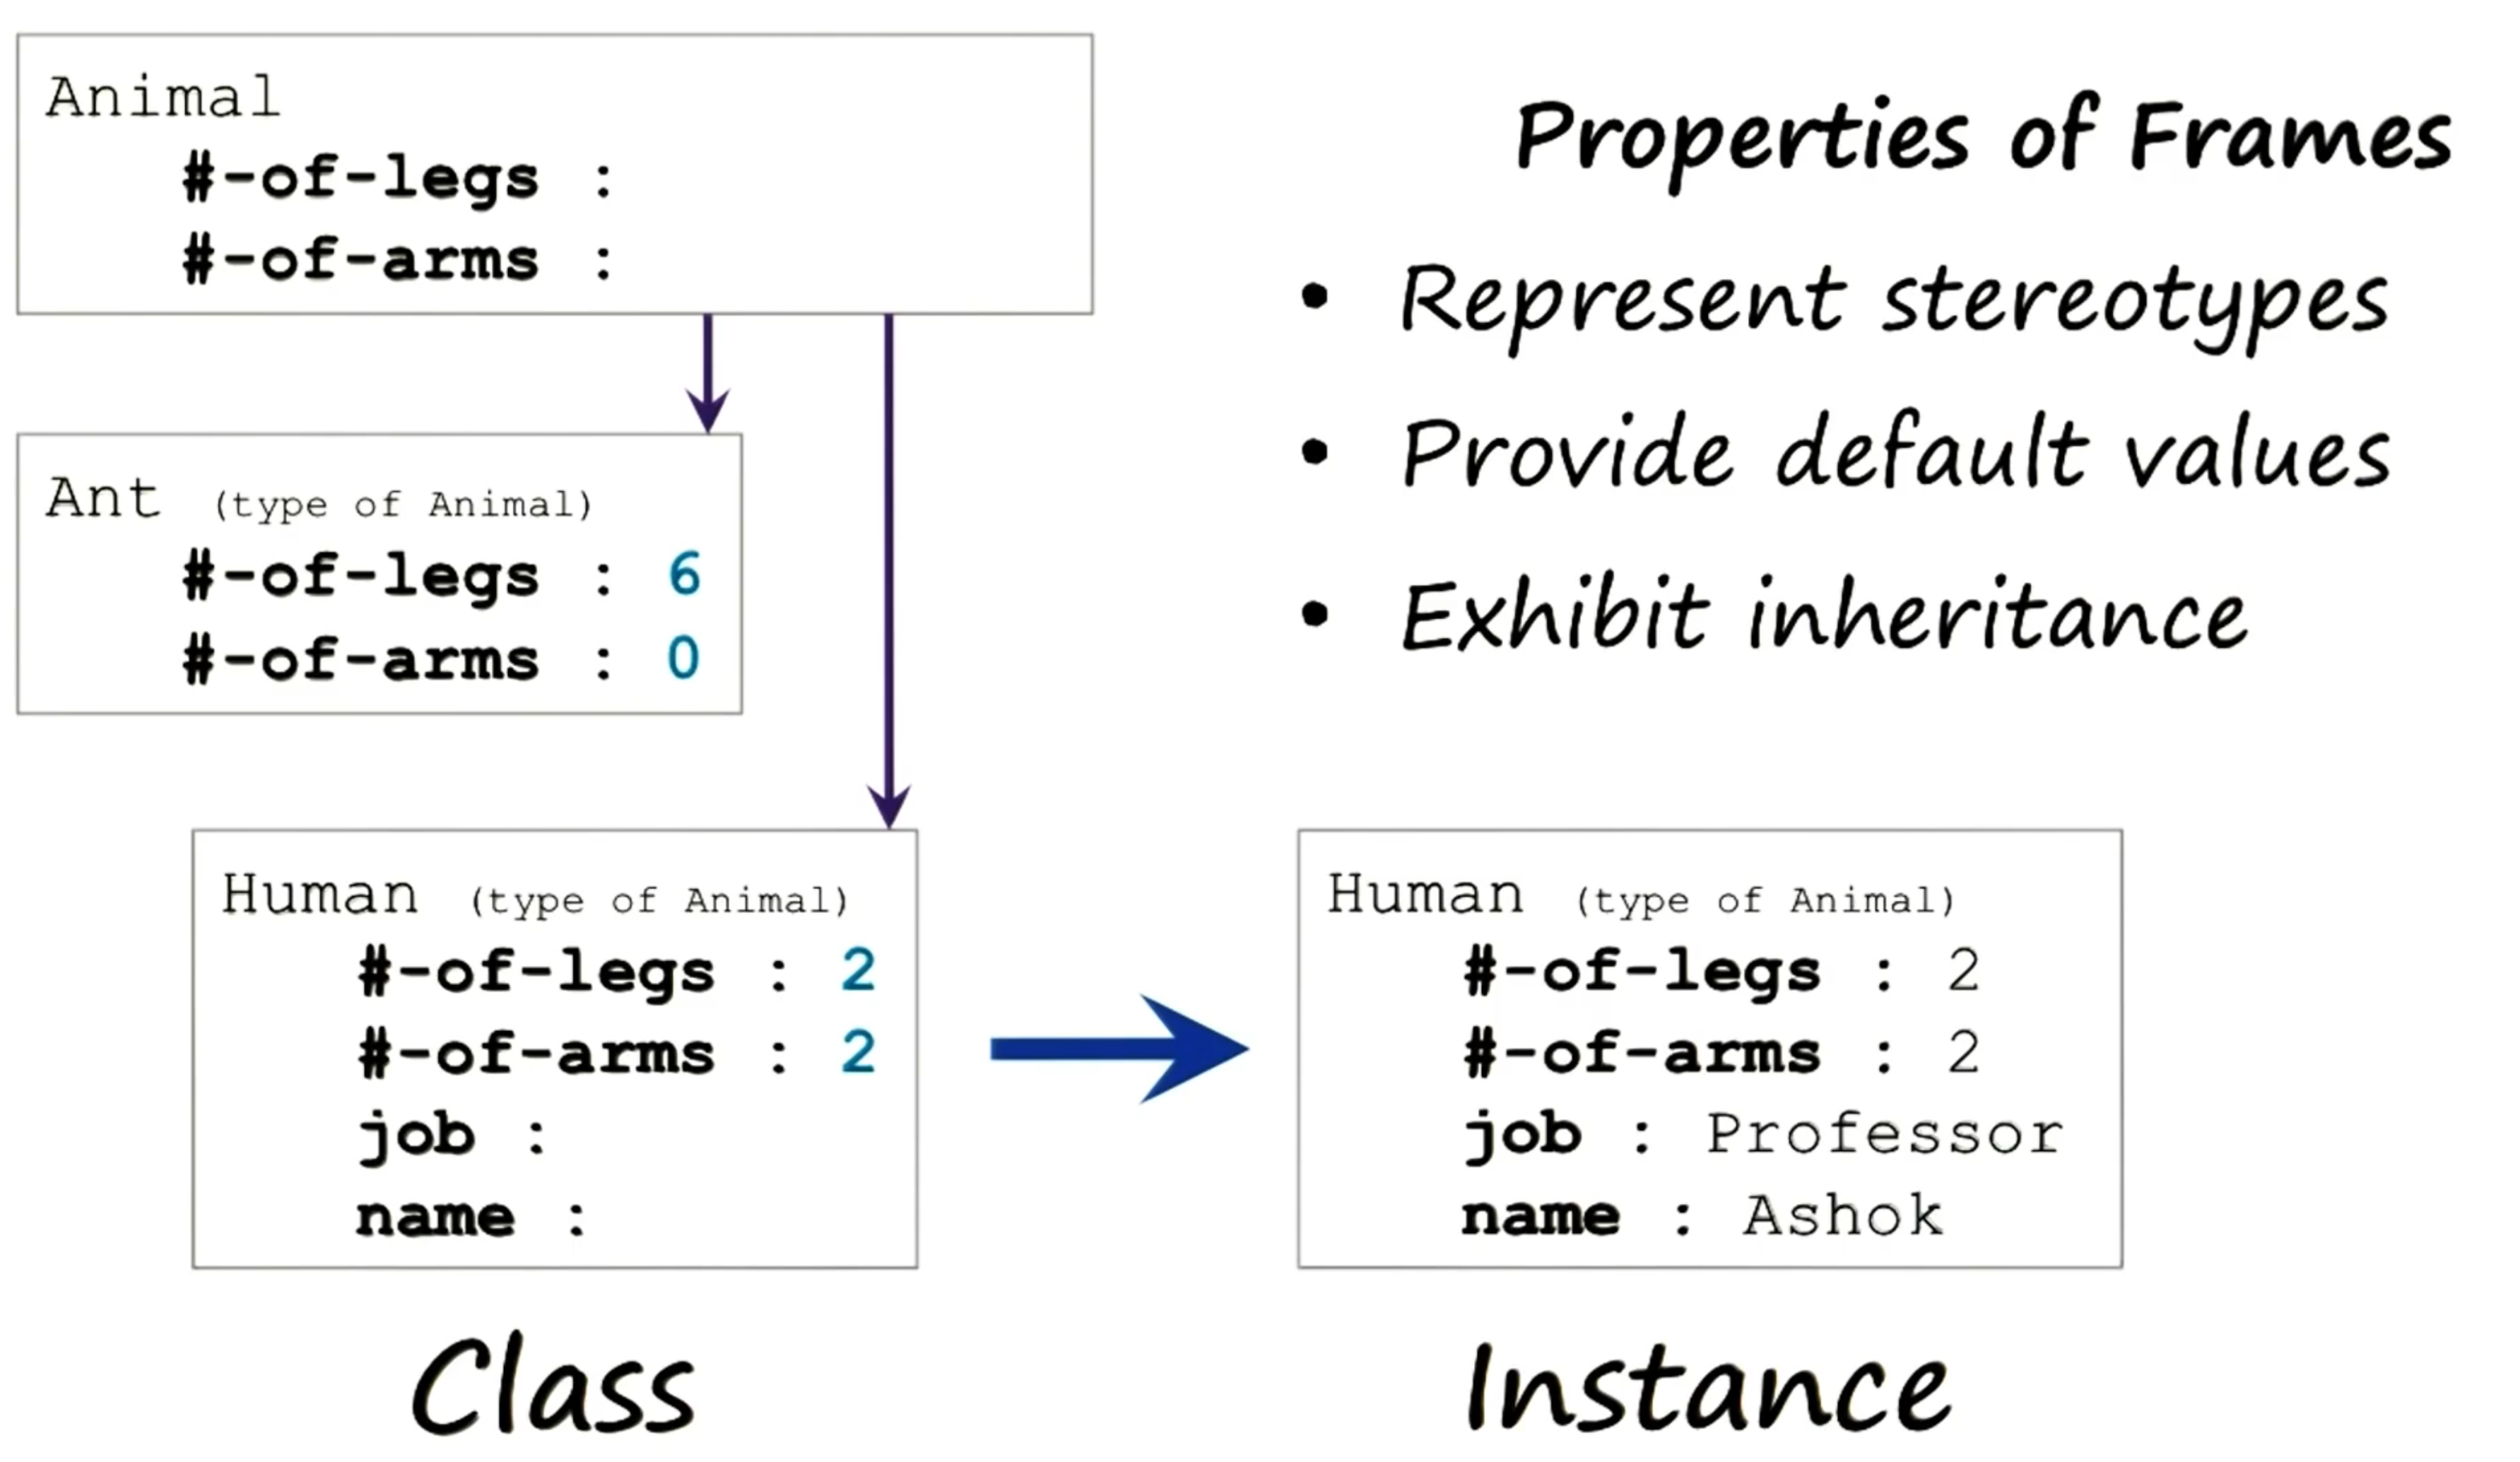 Animal
#-of-legs :
#-of-arms :
Ant (type of Animal)
#-of-legs : 6
#-of-arms : 0
Human (type of Animal)
#-of-legs : 2
#-of-arms : 2
job :
name :
Class
Properties of Frames
• Represent stereotypes
• Provide default values
• Exhibit inheritance
Human (type of Animal)
#-of-legs : 2
#-of-arms : 2
job : Professor
name : Ashok
Instance